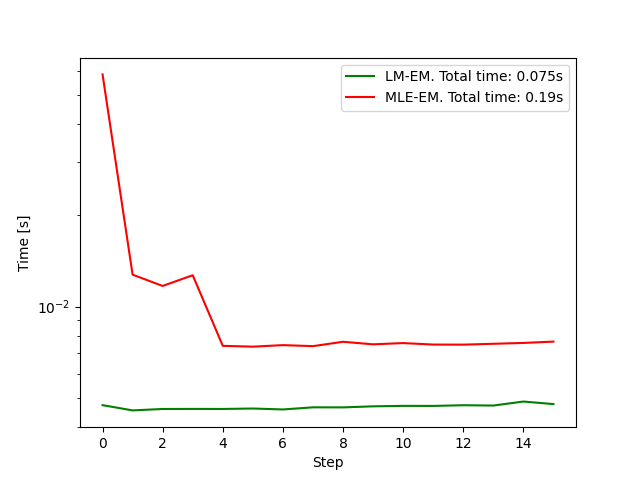 LM-EM. Total time: 0.075s
MLE-EM. Total time: 0.19s
Time [s]
10⁻²
0 2 4 6 8 10 12 14
Step